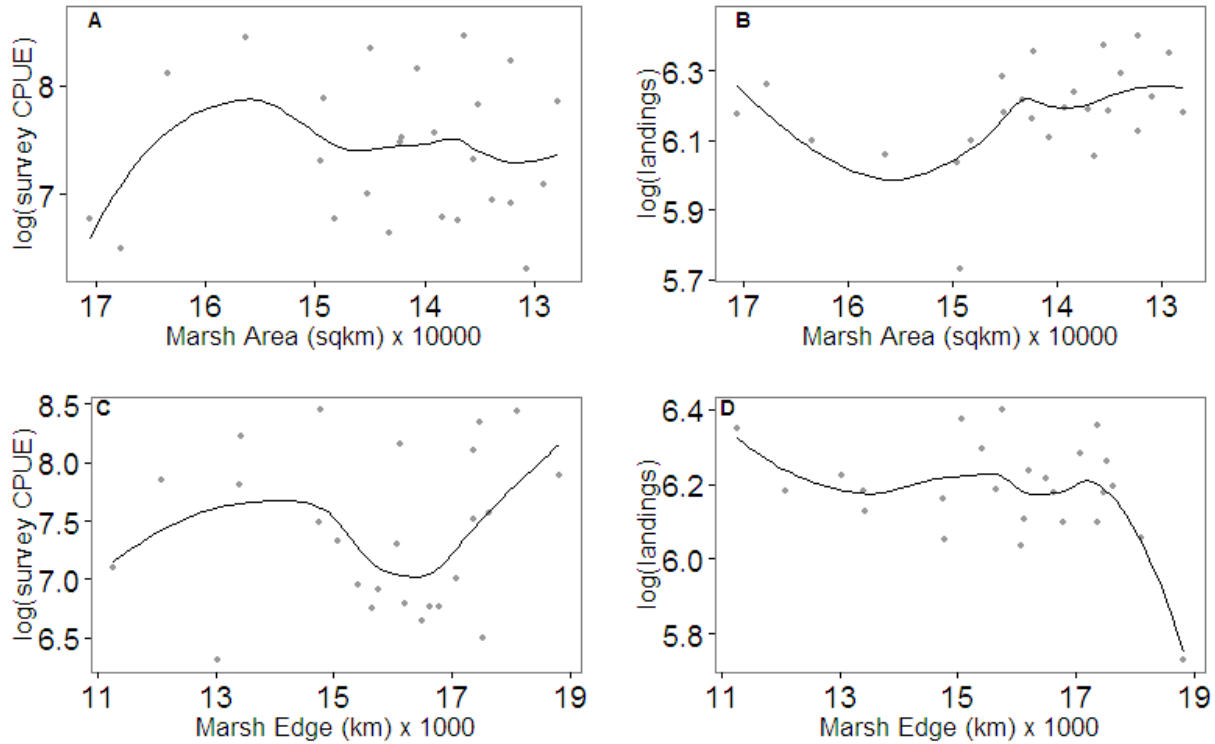 A
log(survey CPUE)
8
7
17 16 15 14 13
Marsh Area (sqkm) x 10000
B
log(landings)
6.3
6.1
5.9
5.7
17 16 15 14 13
Marsh Area (sqkm) x 10000
C
log(survey CPUE)
8.5
8.0
7.5
7.0
6.5
11 13 15 17 19
Marsh Edge (km) x 1000
D
log(landings)
6.4
6.2
6.0
5.8
11 13 15 17 19
Marsh Edge (km) x 1000